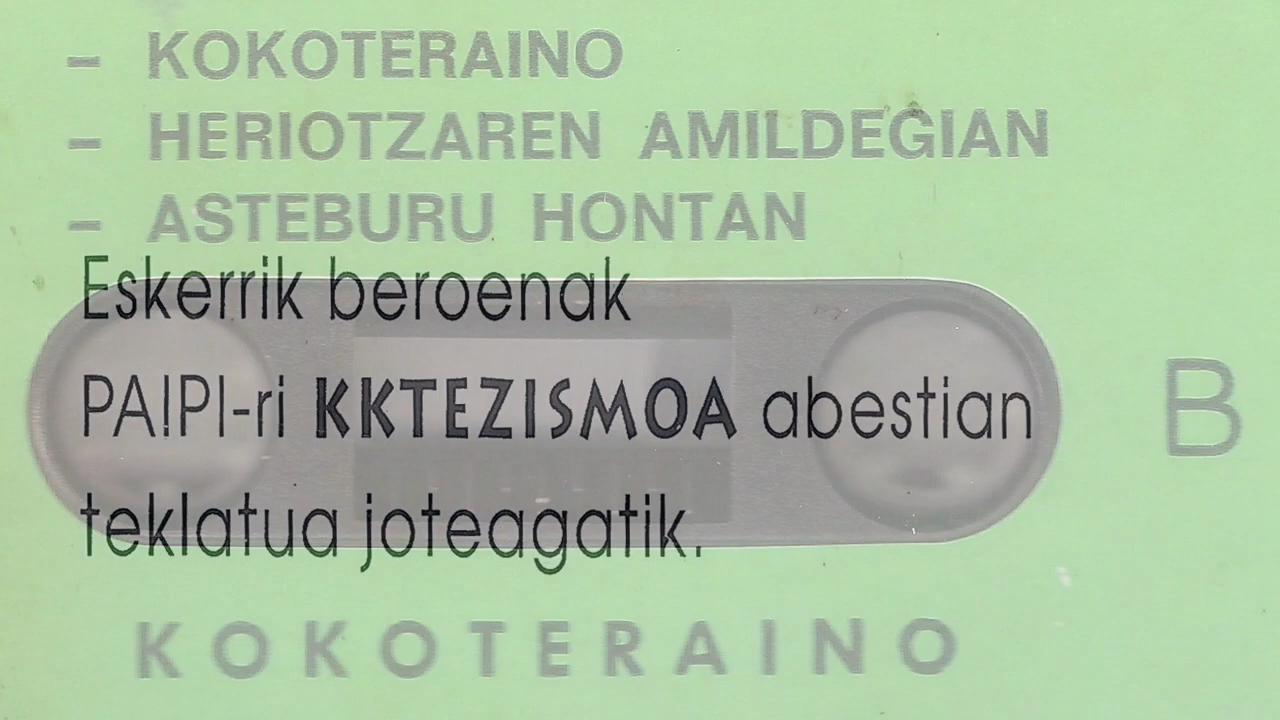 - KOKOTERAINO
- HERIOTZAREN AMILDEGIAN
- ASTEBURU HONTAN
Eskerrik beroenak
PA!PI-ri KKTEZISMOA abestian
teklatua joteagatik.
B
KOKOTERAINO